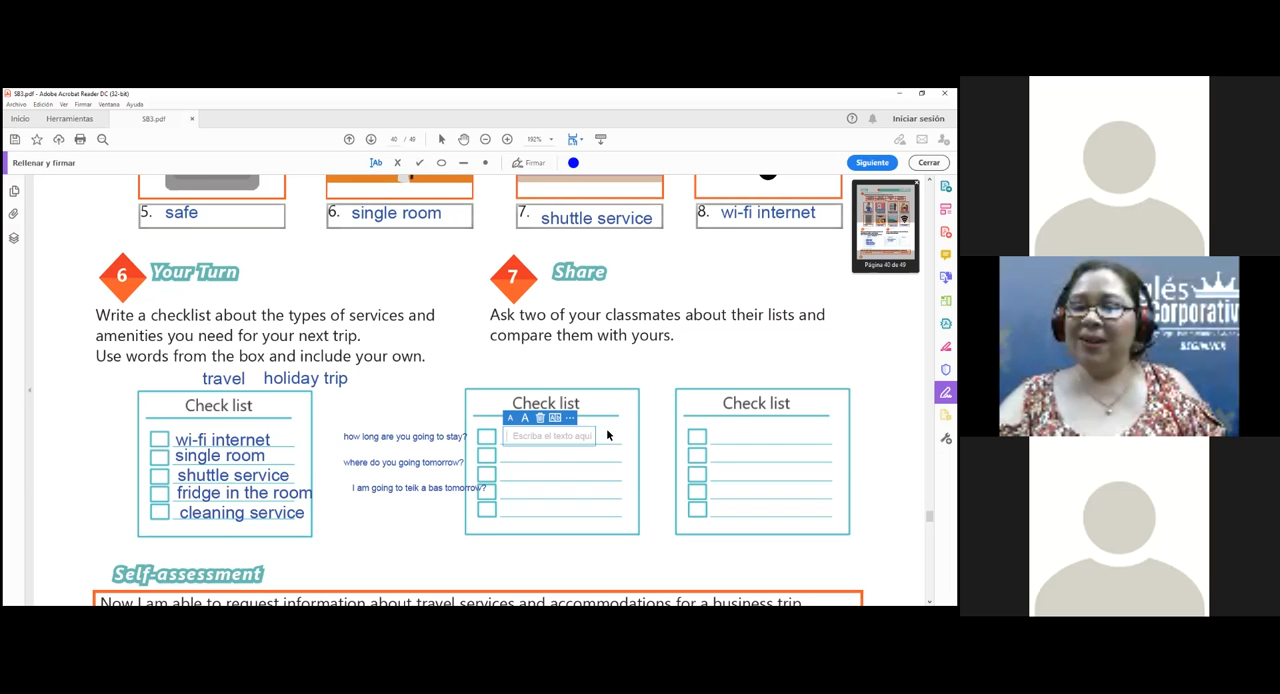 SB3.pdf - Adobe Acrobat Reader DC (32-bit)
Archivo Edición Ver Firmar Ventana Ayuda
Inicio Herramientas SB3.pdf × Iniciar sesión
40 / 49 192%
Rellenar y firmar Ab Firmar Siguiente Cerrar
5. safe 6. single room 7. shuttle service 8. wi-fi internet
Página 40 de 49
6 Your Turn
Write a checklist about the types of services and
amenities you need for your next trip.
Use words from the box and include your own.
travel holiday trip
Check list
wi-fi internet
single room
shuttle service
fridge in the room
cleaning service
how long are you going to stay?
where do you going tomorrow?
I am going to teik a bas tomorrow?
7 Share
Ask two of your classmates about their lists and
compare them with yours.
Check list
A A
Escriba el texto aquí
Check list
Self-assessment
Now I am able to request information about travel services and accommodations for a business trip
glés
Corporativo
BEGINNER